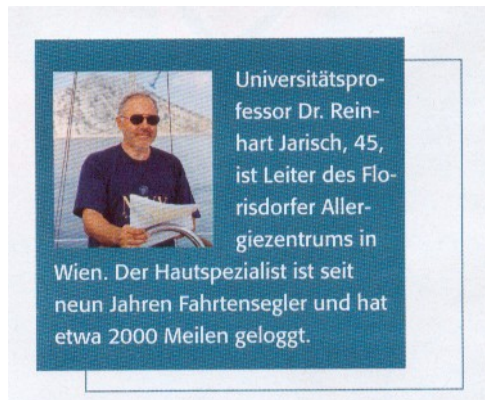 Universitätspro-
fessor Dr. Rein-
hart Jarisch, 45,
ist Leiter des Flo-
risdorfer Aller-
giezentrums in
Wien. Der Hautspezialist ist seit
neun Jahren Fahrtensegler und hat
etwa 2000 Meilen geloggt.